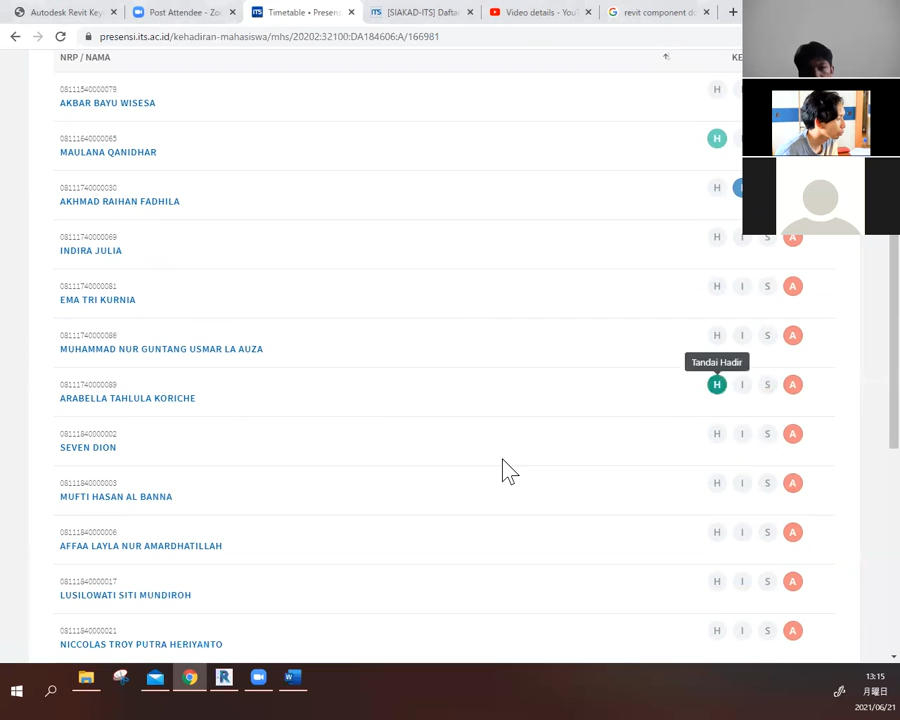 Autodesk Revit Key
Post Attendee - Zo
Timetable • Presen
[SIAKAD-ITS] Dafta
Video details - You
revit component do
presensi.its.ac.id/kehadiran-mahasiswa/mhs/20202:32100:DA184606:A/166981
NRP / NAMA
KE
08111540000079
H
AKBAR BAYU WISESA
08111640000065
H
MAULANA QANIDHAR
08111740000030
H
AKHMAD RAIHAN FADHILA
08111740000069
H I S A
INDIRA JULIA
08111740000081
H I S A
EMA TRI KURNIA
08111740000086
H I S A
MUHAMMAD NUR GUNTANG USMAR LA AUZA
Tandai Hadir
08111740000089
H I S A
ARABELLA TAHLULA KORICHE
08111840000002
H I S A
SEVEN DION
08111840000003
H I S A
MUFTI HASAN AL BANNA
08111840000006
H I S A
AFFAA LAYLA NUR AMARDHATILLAH
08111840000017
H I S A
LUSILOWATI SITI MUNDIROH
08111840000021
H I S A
NICCOLAS TROY PUTRA HERIYANTO
13:15
月曜日
2021/06/21